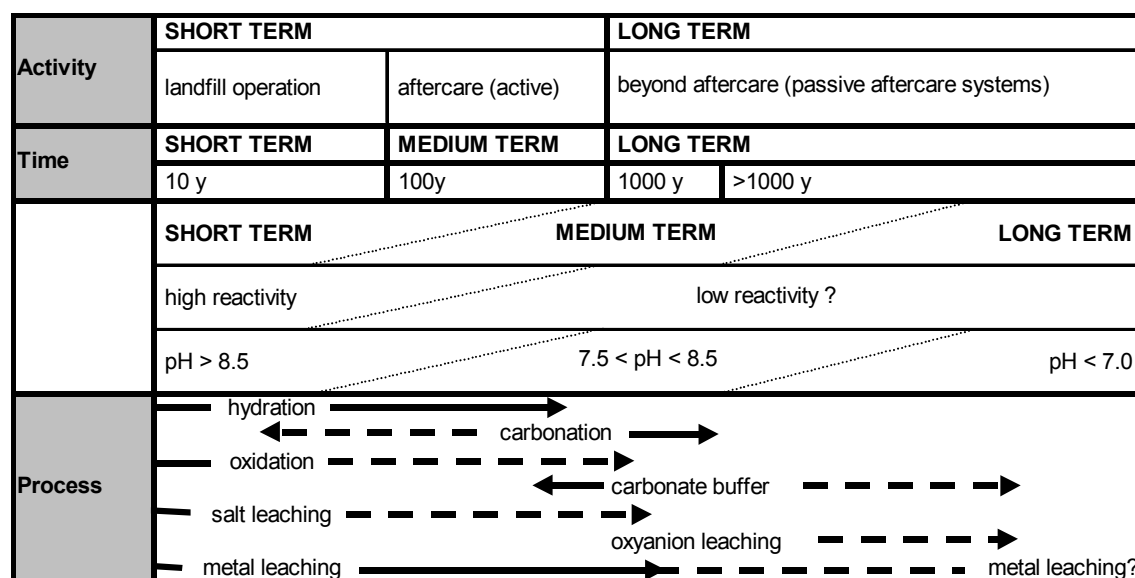 Activity
SHORT TERM LONG TERM
landfill operation aftercare (active) beyond aftercare (passive aftercare systems)
Time
SHORT TERM MEDIUM TERM LONG TERM
10 y 100y 1000 y >1000 y
SHORT TERM MEDIUM TERM LONG TERM
high reactivity low reactivity ?
pH > 8.5 7.5 < pH < 8.5 pH < 7.0
Process
hydration
carbonation
oxidation
carbonate buffer
salt leaching
oxyanion leaching
metal leaching metal leaching?